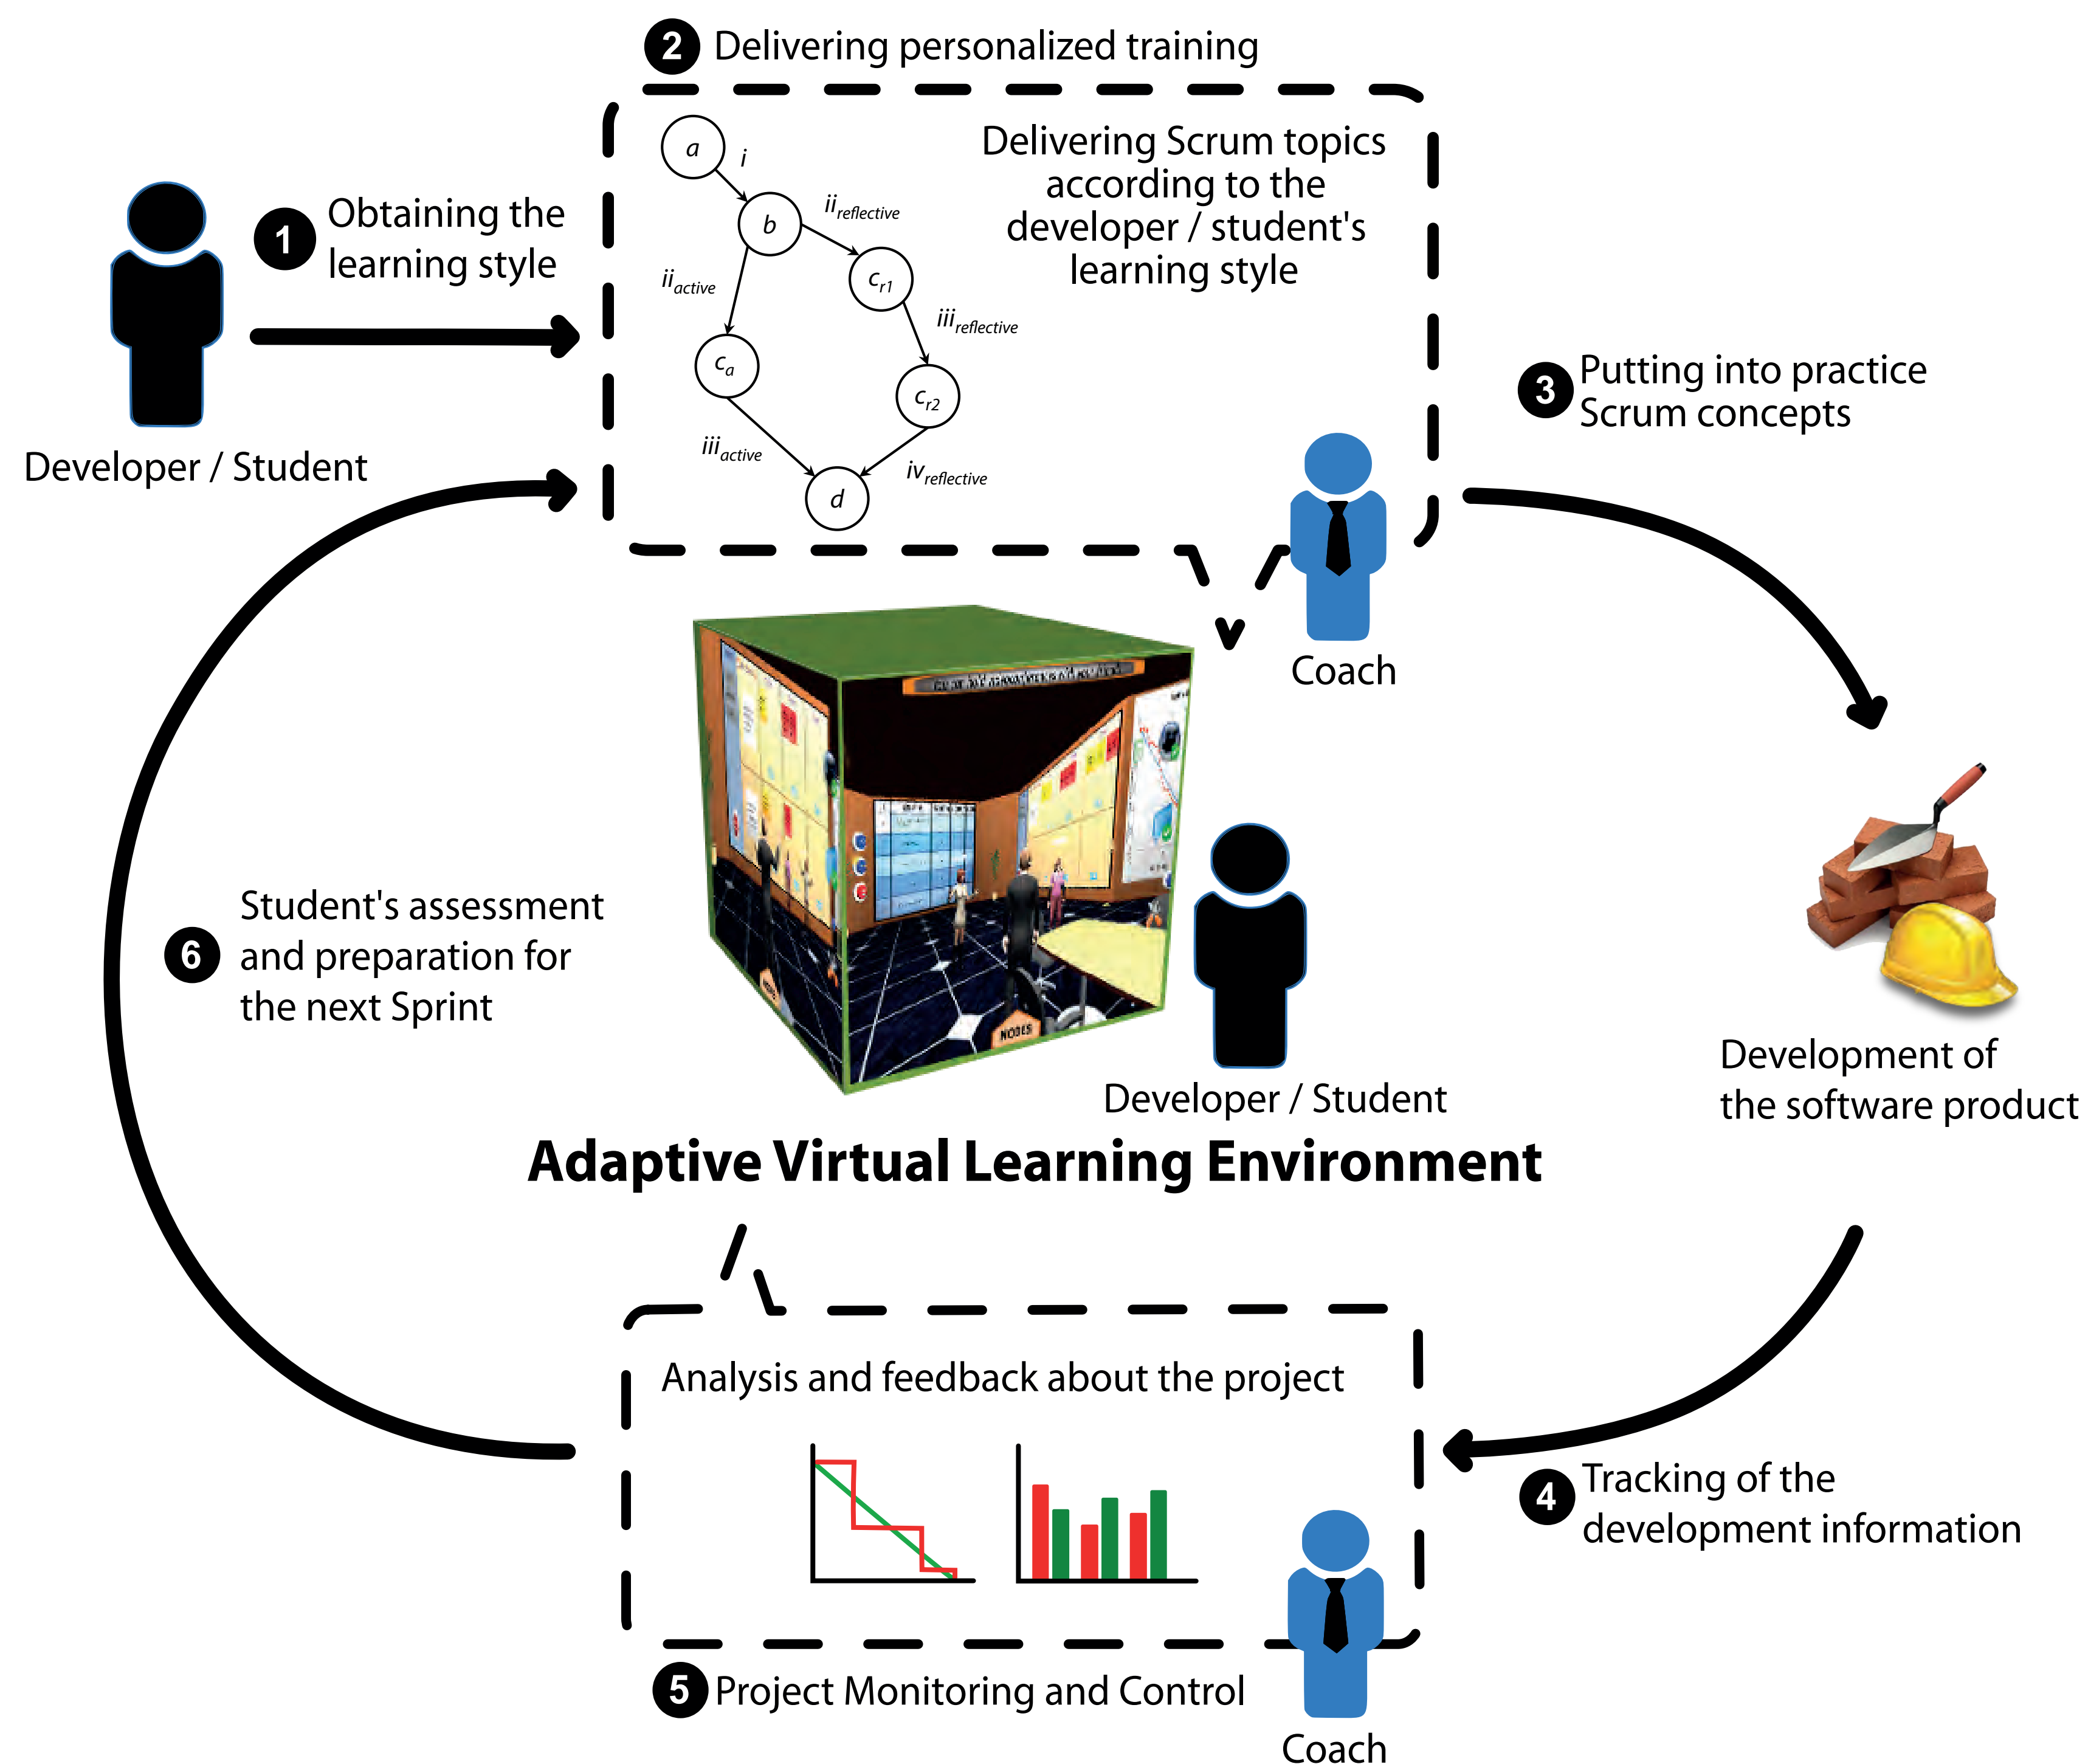 2 Delivering personalized training
a
i
b
ii reflective
ii active
c r1
iii reflective
c a
c r2
iii active
iv reflective
d
Delivering Scrum topics
according to the
developer / student's
learning style
1 Obtaining the
learning style
Developer / Student
3 Putting into practice
Scrum concepts
Coach
NODES
Developer / Student
Adaptive Virtual Learning Environment
Development of
the software product
6 Student's assessment
and preparation for
the next Sprint
Analysis and feedback about the project
4 Tracking of the
development information
5 Project Monitoring and Control
Coach